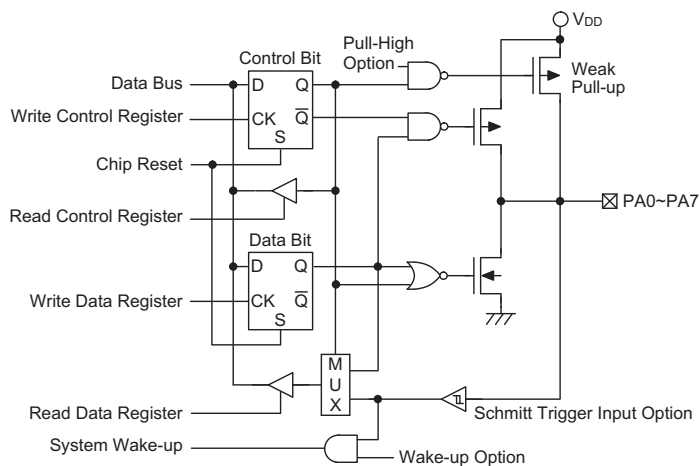 VDD
Pull-High
Option
Control Bit
Weak
Pull-up
Data Bus
D
Q
Write Control Register
CK
Q
S
Chip Reset
PA0~PA7
Read Control Register
Data Bit
D
Q
Write Data Register
CK
Q
S
M
U
X
Read Data Register
Schmitt Trigger Input Option
System Wake-up
Wake-up Option